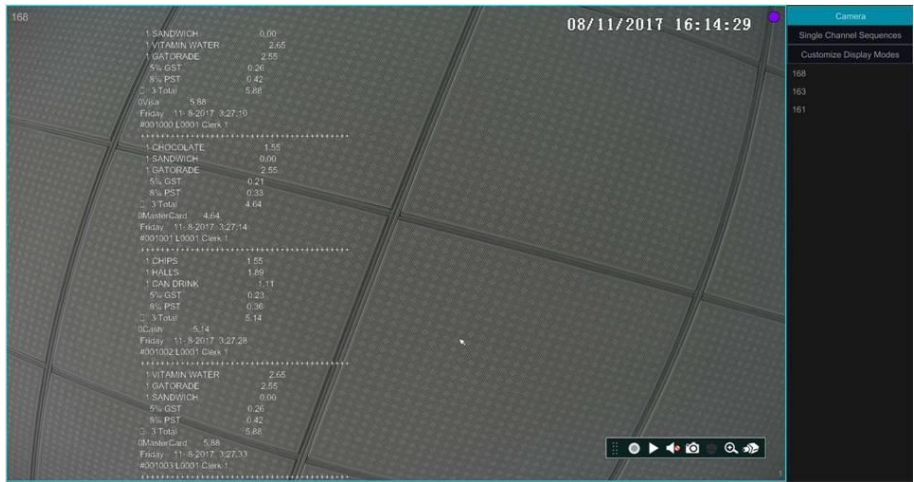 168
08/11/2017 16:14:29
1 SANDWICH 0.00
1 VITAMIN WATER 2.65
1 GATORADE 2.55
5% GST 0.26
8% PST 0.42
3 Total 5.88
0Visa 5.88
Friday 11- 8-2017 3:27:10
#001000 L0001 Clerk 1
1 CHOCOLATE 1.55
1 SANDWICH 0.00
1 GATORADE 2.55
5% GST 0.21
8% PST 0.33
3 Total 4.64
0MasterCard 4.64
Friday 11- 8-2017 3:27:14
#001001 L0001 Clerk 1
1 CHIPS 1.55
1 HALLS 1.89
1 CAN DRINK 1.11
5% GST 0.23
8% PST 0.36
3 Total 5.14
0Cash 5.14
Friday 11- 8-2017 3:27:28
#001002 L0001 Clerk 1
1 VITAMIN WATER 2.65
1 GATORADE 2.55
1 SANDWICH 0.00
5% GST 0.26
8% PST 0.42
3 Total 5.88
0MasterCard 5.88
Friday 11- 8-2017 3:27:33
#001003 L0001 Clerk 1
1
Camera
Single Channel Sequences
Customize Display Modes
168
163
161